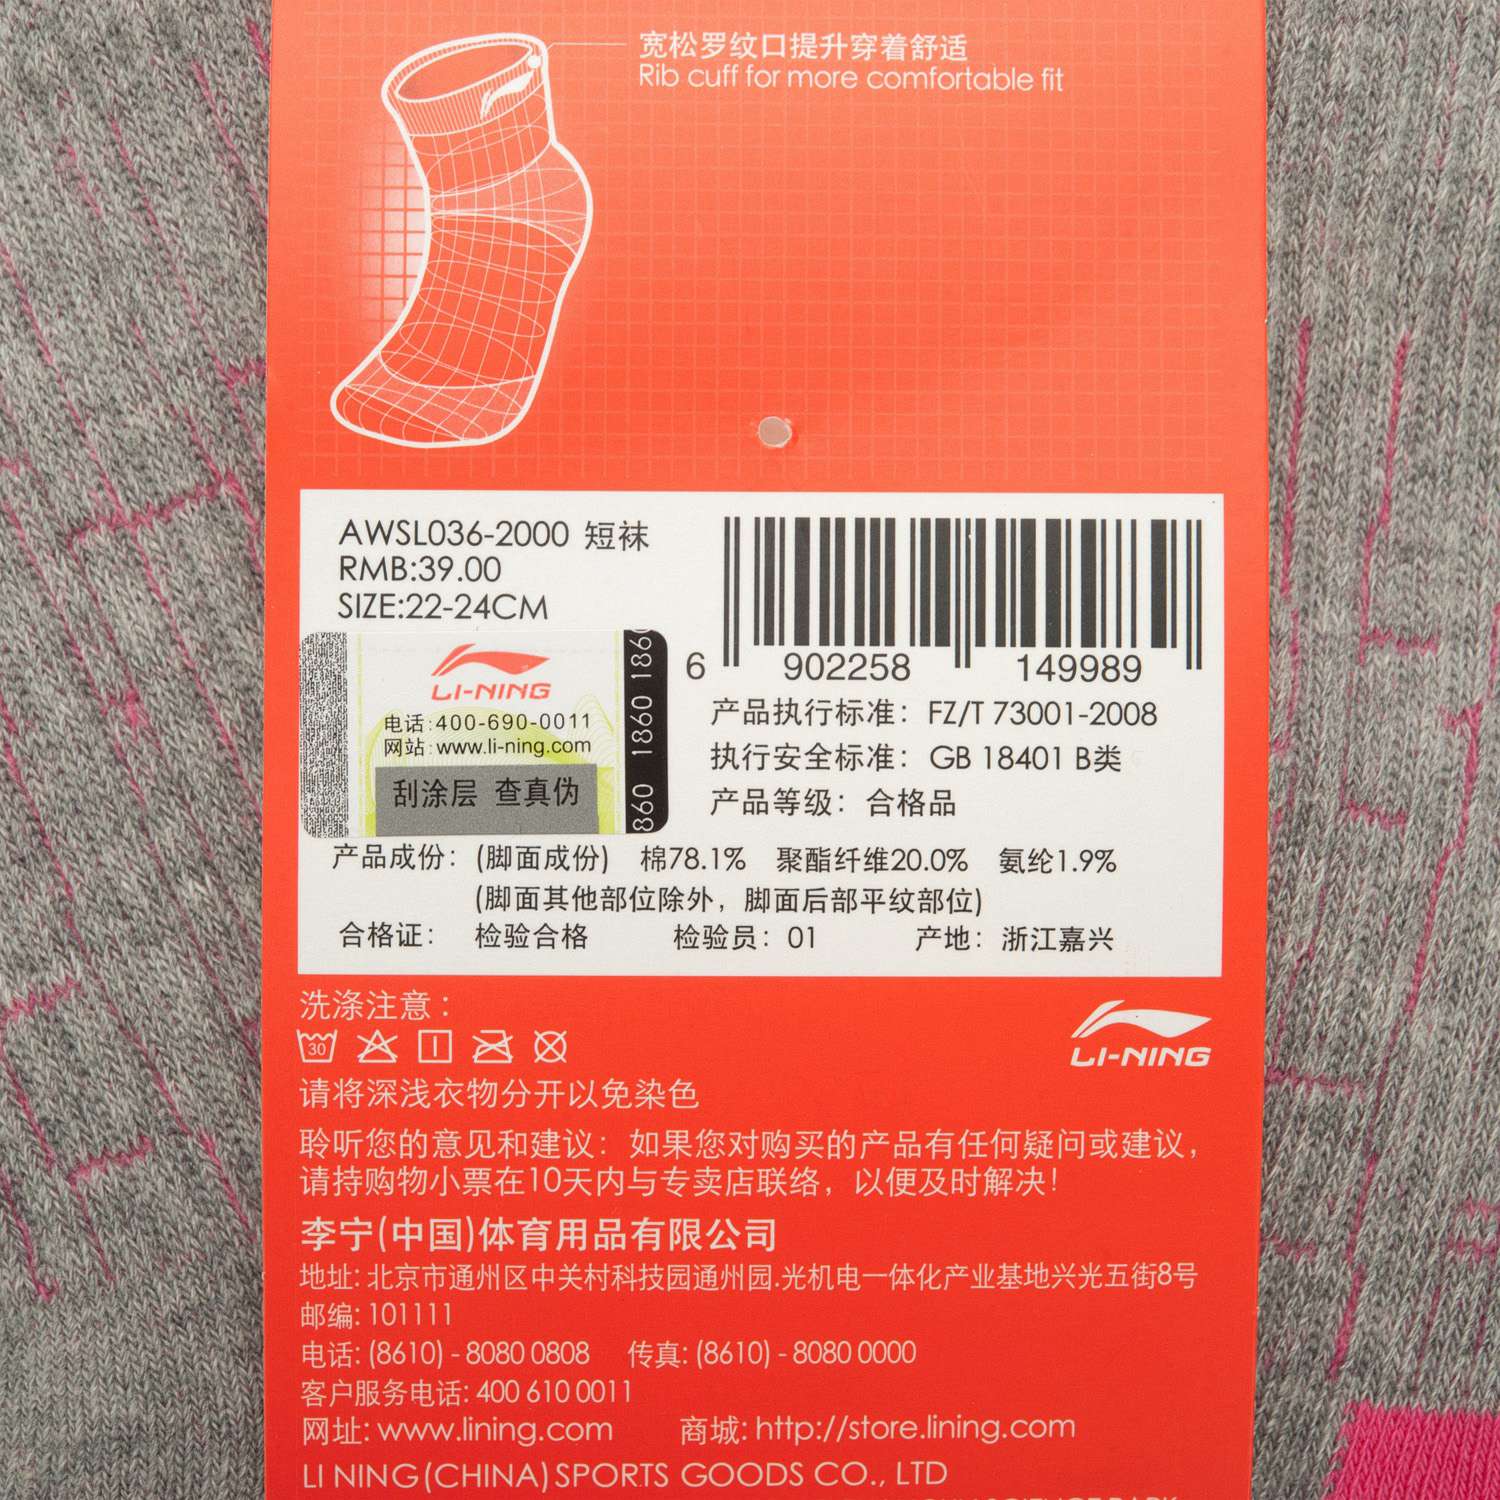 宽松罗纹口提升穿着舒适
Rib cuff for more comfortable fit
AWSL036-2000 短袜
RMB:39.00
SIZE:22-24CM
6 902258 149989
LI-NING
电话:400-690-0011
网站:www.li-ning.com
刮涂层 查真伪
860 1860 186
产品执行标准：FZ/T 73001-2008
执行安全标准：GB 18401 B类
产品等级：合格品
产品成份：(脚面成份) 棉78.1% 聚酯纤维20.0% 氨纶1.9%
(脚面其他部位除外，脚面后部平纹部位)
合格证： 检验合格 检验员：01 产地：浙江嘉兴
洗涤注意：
30
LI-NING
请将深浅衣物分开以免染色
聆听您的意见和建议：如果您对购买的产品有任何疑问或建议，
请持购物小票在10天内与专卖店联络，以便及时解决！
李宁(中国)体育用品有限公司
地址: 北京市通州区中关村科技园通州园.光机电一体化产业基地兴光五街8号
邮编: 101111
电话: (8610) - 8080 0808 传真: (8610) - 8080 0000
客户服务电话: 400 610 0011
网址: www.lining.com 商城: http://store.lining.com
LI NING (CHINA) SPORTS GOODS CO., LTD